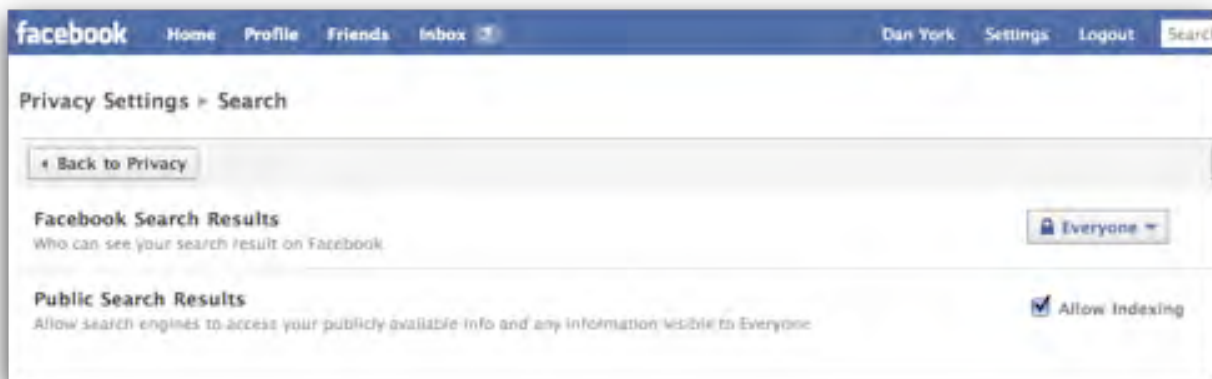 facebook Home Profile Friends Inbox 7 Dan York Settings Logout Search
Privacy Settings ▸ Search
◂ Back to Privacy
Facebook Search Results
Everyone
Who can see your search result on Facebook
Public Search Results
Allow Indexing
Allow search engines to access your publicly available info and any information visible to Everyone